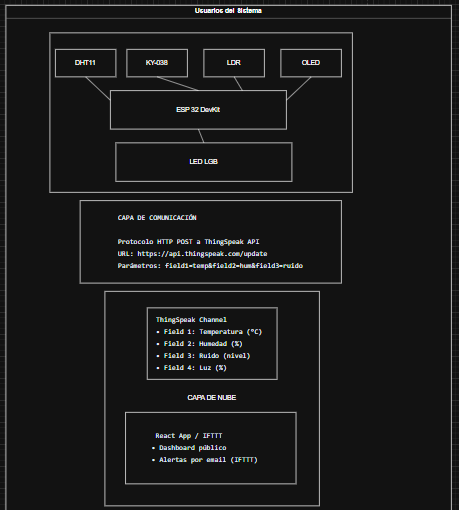 Usuarios del Sistema
DHT11
KY-038
LDR
OLED
ESP 32 DevKit
LED LGB
CAPA DE COMUNICACIÓN
Protocolo HTTP POST a ThingSpeak API
URL: https://api.thingspeak.com/update
Parámetros: field1=temp&field2=hum&field3=ruido
ThingSpeak Channel
• Field 1: Temperatura (°C)
• Field 2: Humedad (%)
• Field 3: Ruido (nivel)
• Field 4: Luz (%)
CAPA DE NUBE
React App / IFTTT
• Dashboard público
• Alertas por email (IFTTT)